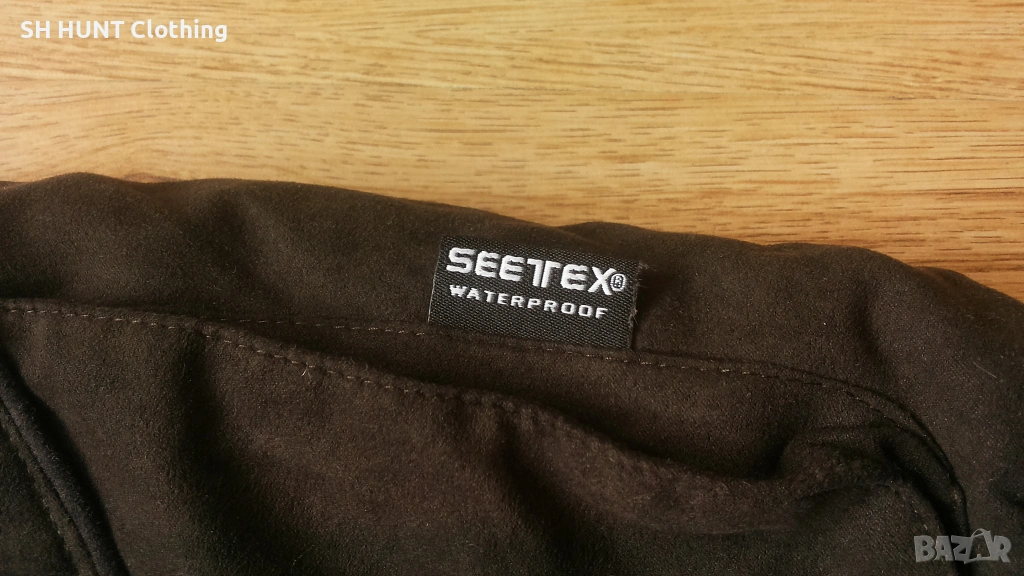 SH HUNT Clothing
SEETEX®
WATERPROOF
BAZAR